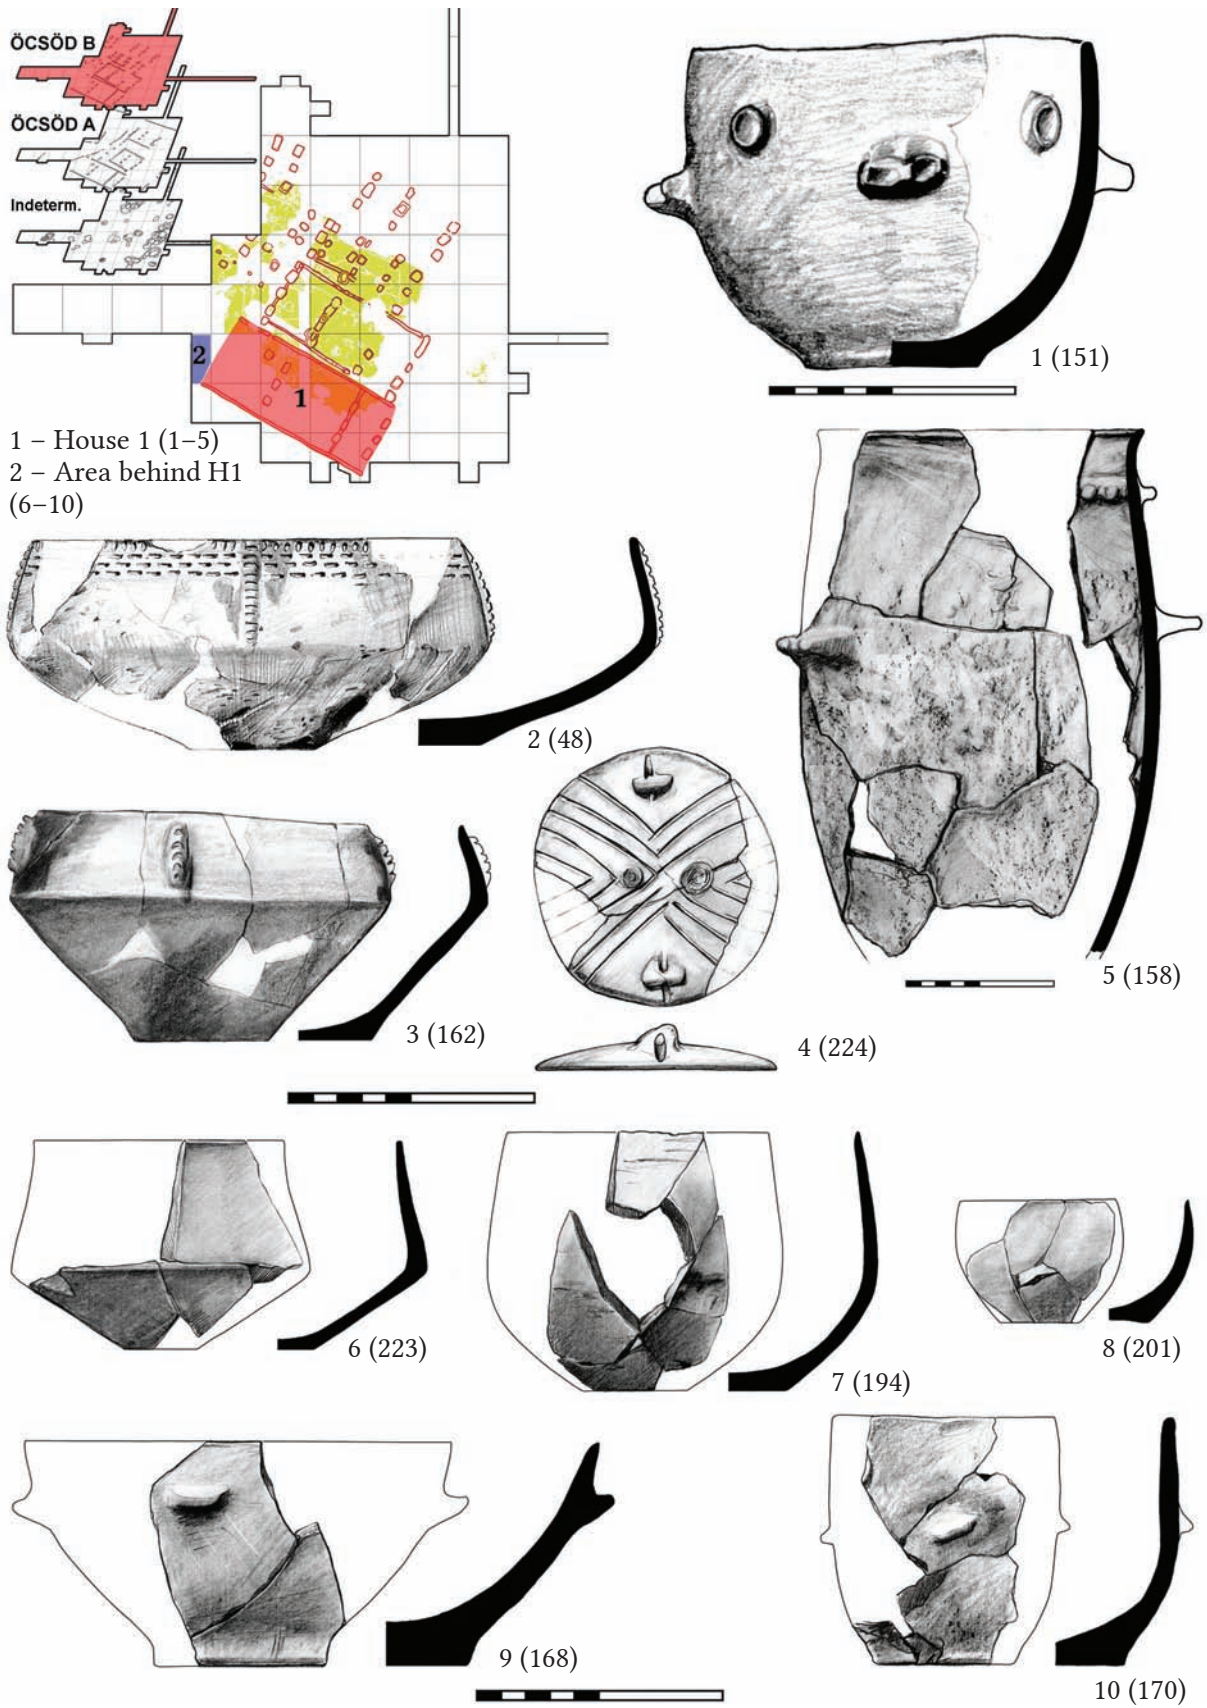 ÖCSÖD B
ÖCSÖD A
Indeterm.
2
1
1 – House 1 (1–5)
2 – Area behind H1
(6–10)
1 (151)
2 (48)
3 (162)
4 (224)
5 (158)
6 (223)
7 (194)
8 (201)
9 (168)
10 (170)